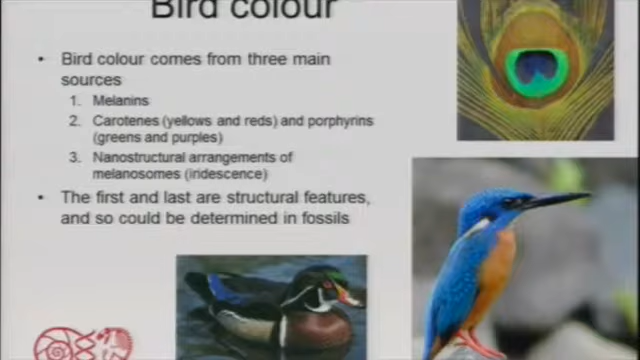 Bird colour
• Bird colour comes from three main
sources
1. Melanins
2. Carotenes (yellows and reds) and porphyrins
(greens and purples)
3. Nanostructural arrangements of
melanosomes (iridescence)
• The first and last are structural features,
and so could be determined in fossils